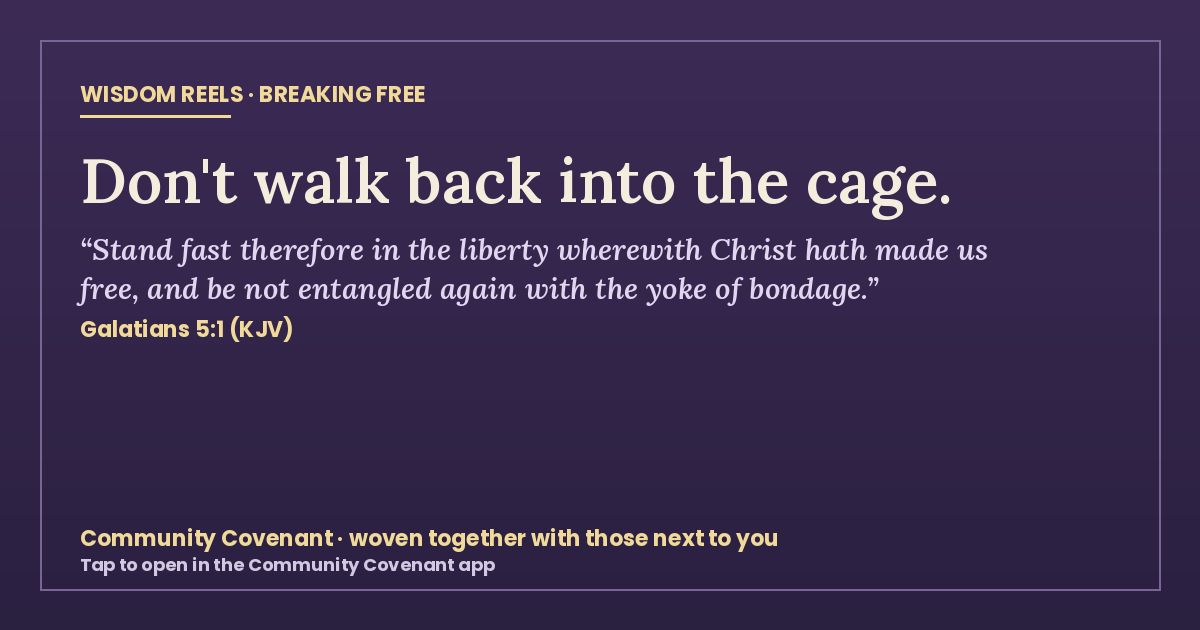 WISDOM REELS · BREAKING FREE
Don't walk back into the cage.
“Stand fast therefore in the liberty wherewith Christ hath made us
free, and be not entangled again with the yoke of bondage.”
Galatians 5:1 (KJV)
Community Covenant · woven together with those next to you
Tap to open in the Community Covenant app